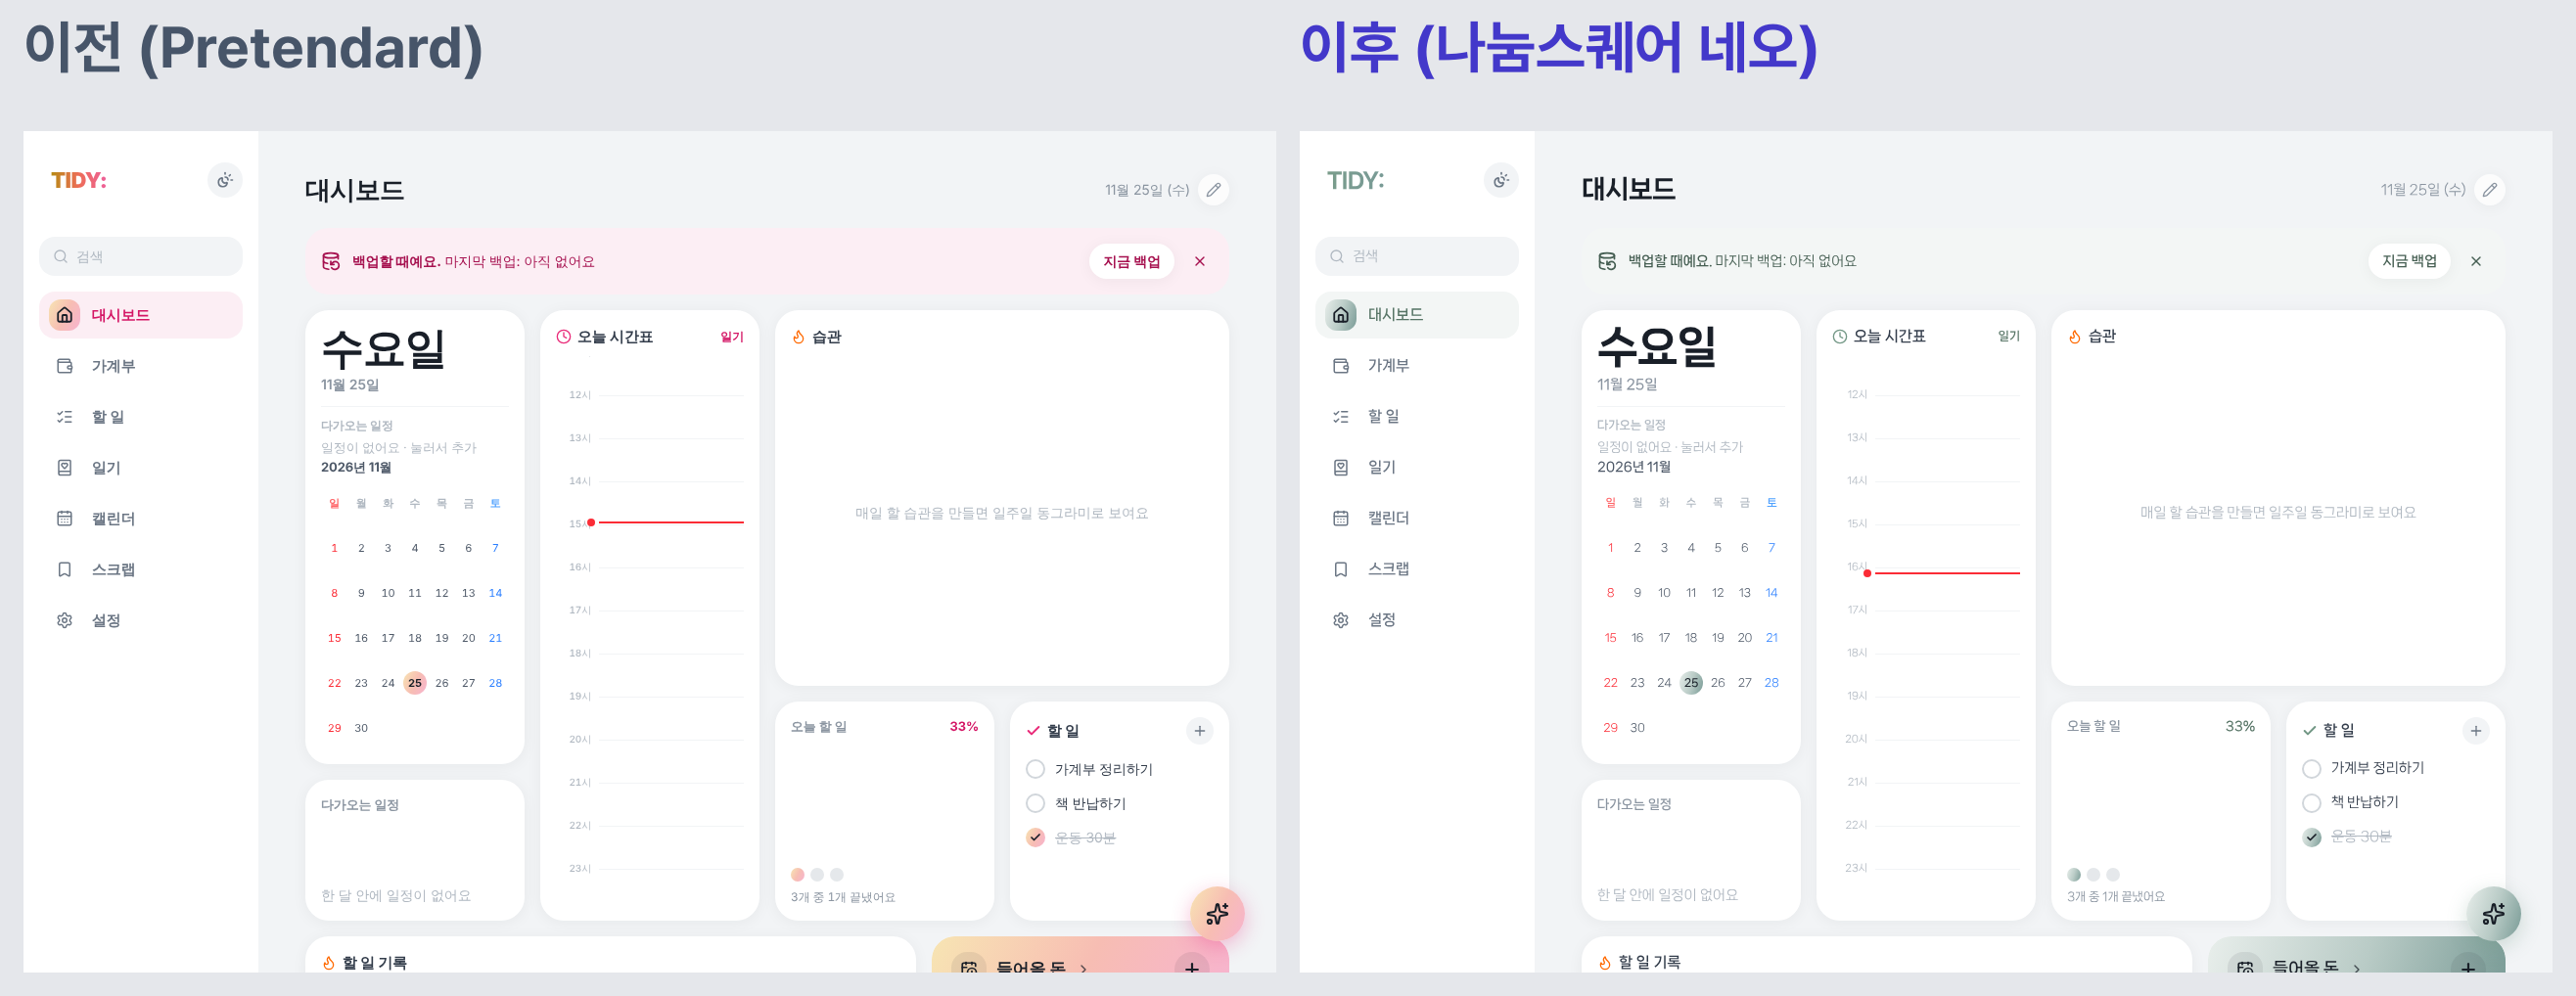 이전 (Pretendard)
TIDY:
검색
대시보드
가계부
할 일
일기
캘린더
스크랩
설정
대시보드
11월 25일 (수)
백업할 때예요. 마지막 백업: 아직 없어요
지금 백업
수요일
11월 25일
다가오는 일정
일정이 없어요 · 눌러서 추가
2026년 11월
일 월 화 수 목 금 토
1 2 3 4 5 6 7
8 9 10 11 12 13 14
15 16 17 18 19 20 21
22 23 24 25 26 27 28
29 30
다가오는 일정
한 달 안에 일정이 없어요
오늘 시간표 일기
12시
13시
14시
15시
16시
17시
18시
19시
20시
21시
22시
23시
습관
매일 할 습관을 만들면 일주일 동그라미로 보여요
오늘 할 일 33%
3개 중 1개 끝냈어요
할 일
가계부 정리하기
책 반납하기
운동 30분
할 일 기록
들어올 돈
이후 (나눔스퀘어 네오)
TIDY:
검색
대시보드
가계부
할 일
일기
캘린더
스크랩
설정
대시보드
11월 25일 (수)
백업할 때예요. 마지막 백업: 아직 없어요
지금 백업
수요일
11월 25일
다가오는 일정
일정이 없어요 · 눌러서 추가
2026년 11월
일 월 화 수 목 금 토
1 2 3 4 5 6 7
8 9 10 11 12 13 14
15 16 17 18 19 20 21
22 23 24 25 26 27 28
29 30
다가오는 일정
한 달 안에 일정이 없어요
오늘 시간표 일기
12시
13시
14시
15시
16시
17시
18시
19시
20시
21시
22시
23시
습관
매일 할 습관을 만들면 일주일 동그라미로 보여요
오늘 할 일 33%
3개 중 1개 끝냈어요
할 일
가계부 정리하기
책 반납하기
운동 30분
할 일 기록
들어올 돈